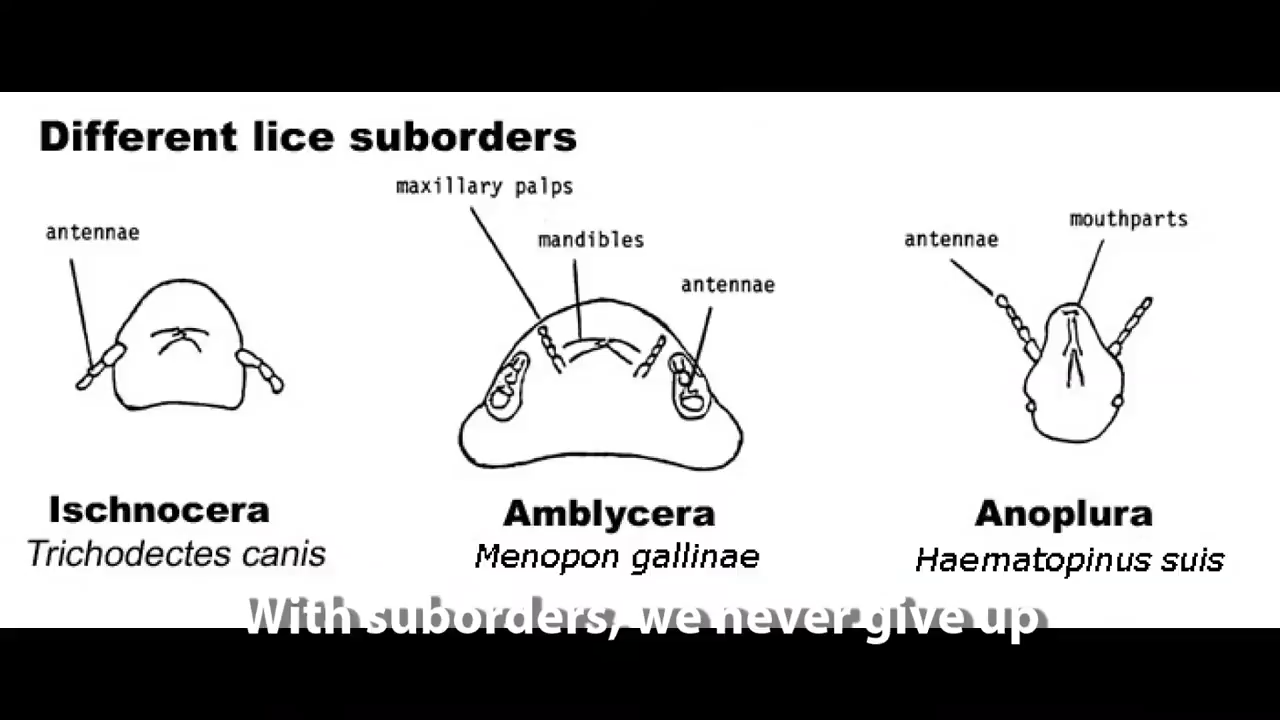 Different lice suborders
maxillary palps
antennae
mandibles
antennae
antennae
mouthparts
Ischnocera
Trichodectes canis
Amblycera
Menopon gallinae
Anoplura
Haematopinus suis
With suborders, we never give up